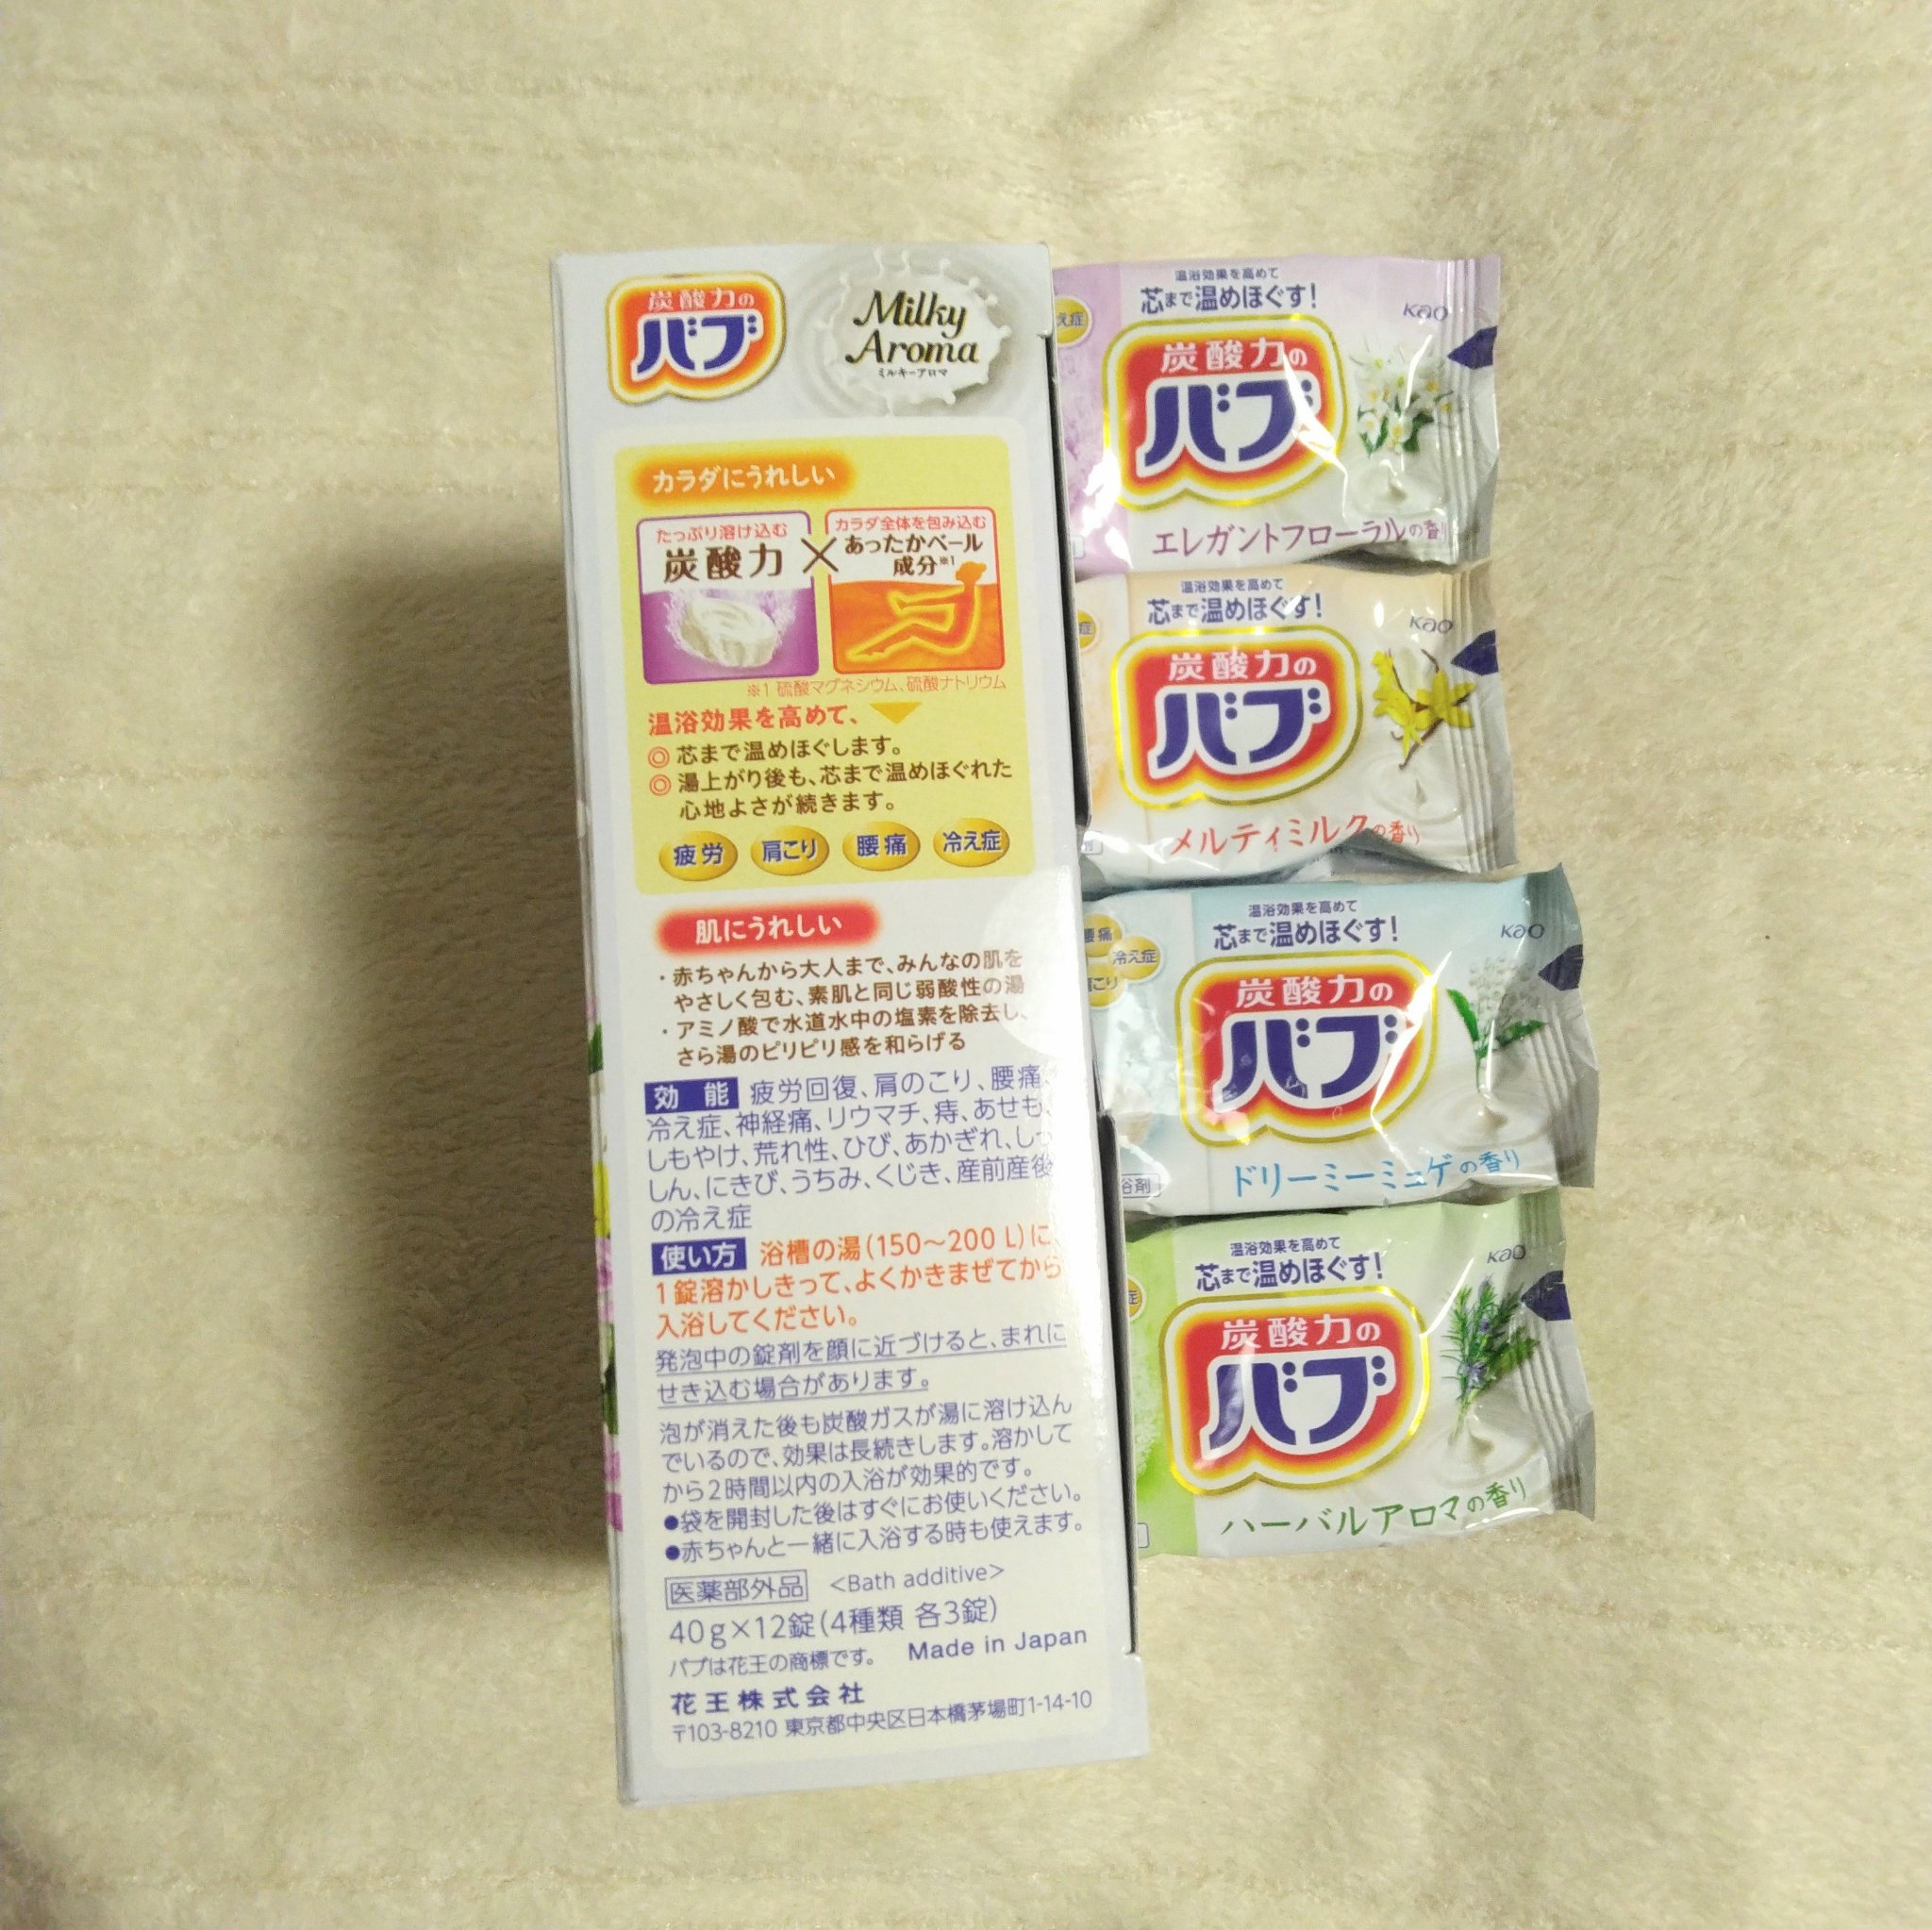 炭酸力の
バブ
Milky
Aroma
ミルキーアロマ
カラダにうれしい
たっぷり溶け込む
炭酸力
×
カラダ全体を包み込む
あったかベール
成分※1
※1 硫酸マグネシウム、硫酸ナトリウム
温浴効果を高めて、
◎ 芯まで温めほぐします。
◎ 湯上がり後も、芯まで温めほぐれた
心地よさが続きます。
疲労 肩こり 腰痛 冷え症
肌にうれしい
・赤ちゃんから大人まで、みんなの肌を
やさしく包む、素肌と同じ弱酸性の湯
・アミノ酸で水道水中の塩素を除去し、
さら湯のピリピリ感を和らげる
効能 疲労回復、肩のこり、腰痛、
冷え症、神経痛、リウマチ、痔、あせも、
しもやけ、荒れ性、ひび、あかぎれ、しっ
しん、にきび、うちみ、くじき、産前産後
の冷え症
使い方 浴槽の湯(150～200 L)に、
1錠溶かしきって、よくかきまぜてから
入浴してください。
発泡中の錠剤を顔に近づけると、まれに
せき込む場合があります。
泡が消えた後も炭酸ガスが湯に溶け込ん
でいるので、効果は長続きします。溶かして
から2時間以内の入浴が効果的です。
●袋を開封した後はすぐにお使いください。
●赤ちゃんと一緒に入浴する時も使えます。
医薬部外品 <Bath additive>
40g×12錠(4種類 各3錠)
バブは花王の商標です。 Made in Japan
花王株式会社
〒103-8210 東京都中央区日本橋茅場町1-14-10
温浴効果を高めて
芯まで温めほぐす!
Kao
え症
炭酸力の
バブ
エレガントフローラルの香り
温浴効果を高めて
芯まで温めほぐす!
Kao
症
炭酸力の
バブ
メルティミルクの香り
剤
温浴効果を高めて
芯まで温めほぐす!
Kao
腰痛
冷え症
こり
炭酸力の
バブ
ドリーミーミュゲの香り
浴剤
温浴効果を高めて
芯まで温めほぐす!
Kao
症
炭酸力の
バブ
ハーバルアロマの香り